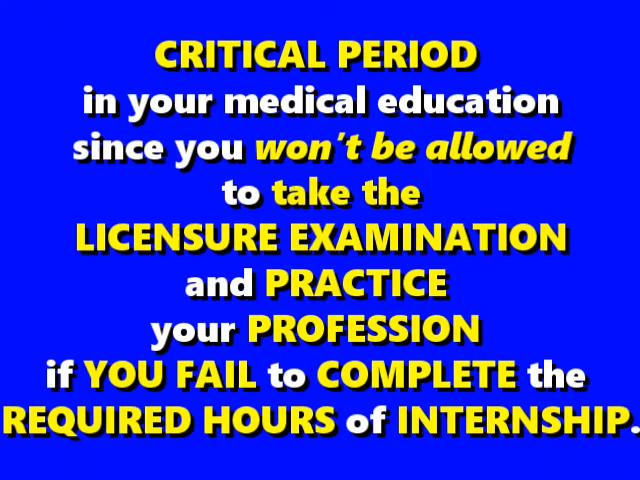 CRITICAL PERIOD
in your medical education
since you won't be allowed
to take the
LICENSURE EXAMINATION
and PRACTICE
your PROFESSION
if YOU FAIL to COMPLETE the
REQUIRED HOURS of INTERNSHIP.